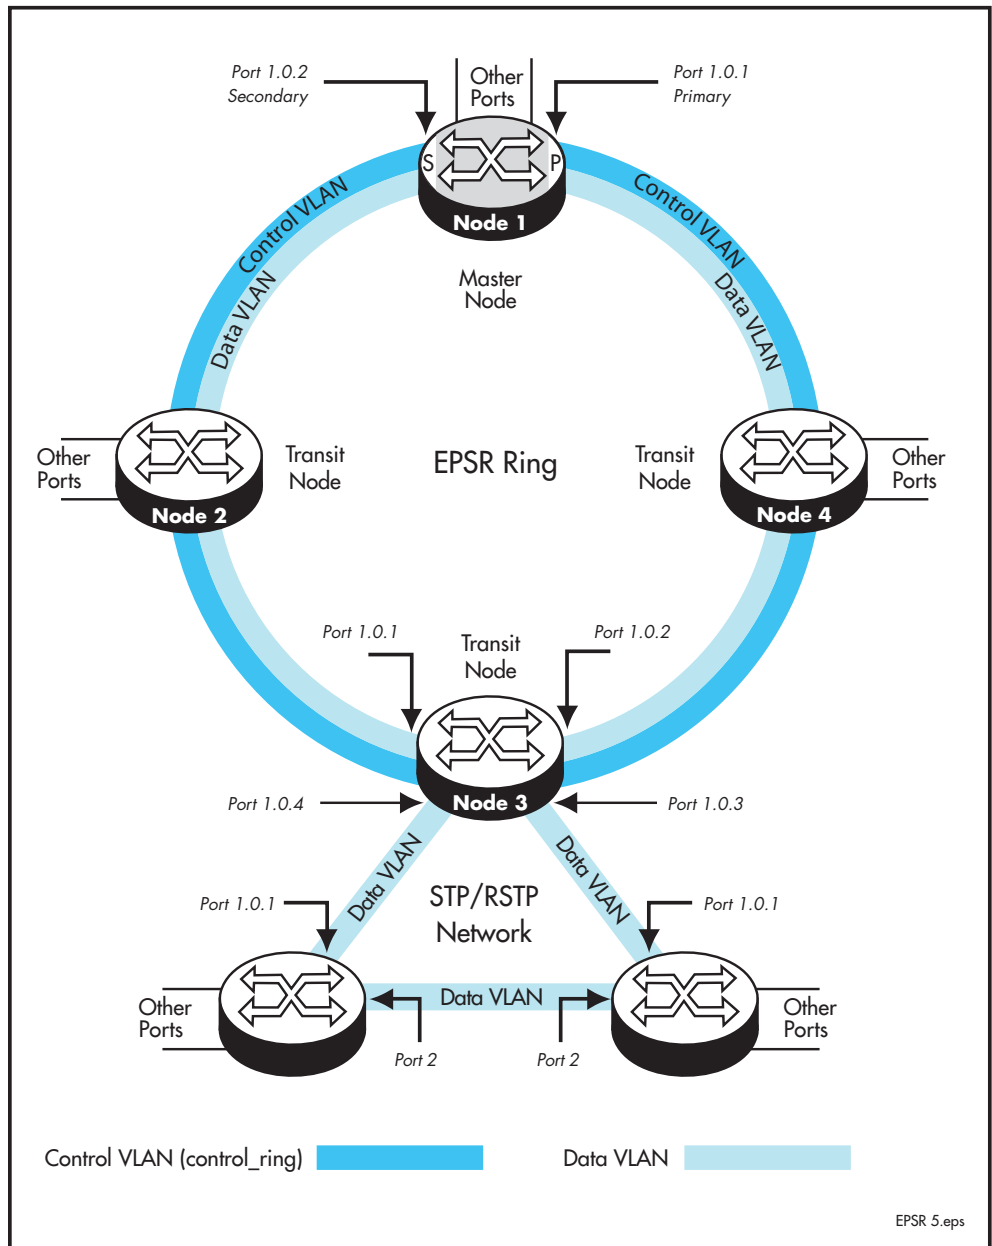 Port 1.0.2
Secondary
Other
Ports
Port 1.0.1
Primary
S
P
Node 1
Control VLAN
Data VLAN
Control VLAN
Data VLAN
Master
Node
Other
Ports
Node 2
Transit
Node
EPSR Ring
Transit
Node
Node 4
Other
Ports
Port 1.0.1
Transit
Node
Port 1.0.2
Node 3
Port 1.0.4
Port 1.0.3
Data VLAN
Data VLAN
STP/RSTP
Network
Port 1.0.1
Port 1.0.1
Other
Ports
Data VLAN
Other
Ports
Port 2
Port 2
Control VLAN (control_ring)
Data VLAN
EPSR 5.eps